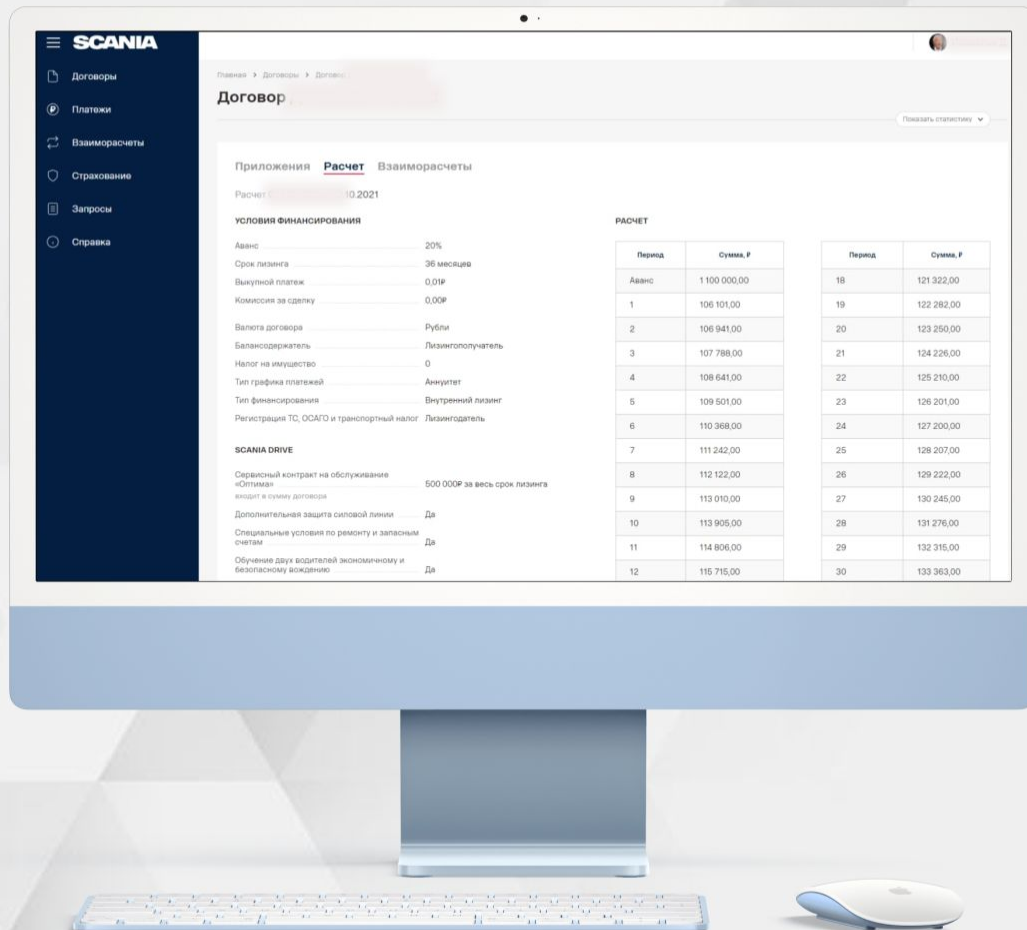 SCANIA
Договоры
Платежи
Взаиморасчеты
Страхование
Запросы
Справка
Главная > Договоры > Договор
Договор
Показать статистику
Приложения Расчет Взаиморасчеты
Расчет 10.2021
УСЛОВИЯ ФИНАНСИРОВАНИЯ
Аванс 20%
Срок лизинга 36 месяцев
Выкупной платеж 0,01₽
Комиссия за сделку 0,00₽
Валюта договора Рубли
Балансодержатель Лизингополучатель
Налог на имущество 0
Тип графика платежей Аннуитет
Тип финансирования Внутренний лизинг
Регистрация ТС, ОСАГО и транспортный налог Лизингодатель
SCANIA DRIVE
Сервисный контракт на обслуживание
«Оптима» 500 000₽ за весь срок лизинга
входит в сумму договора
Дополнительная защита силовой линии Да
Специальные условия по ремонту и запасным
счетам Да
Обучение двух водителей экономичному и
безопасному вождению Да
РАСЧЕТ
Период Сумма, ₽
Аванс 1 100 000,00
1 106 101,00
2 106 941,00
3 107 788,00
4 108 641,00
5 109 501,00
6 110 368,00
7 111 242,00
8 112 122,00
9 113 010,00
10 113 905,00
11 114 806,00
12 115 715,00
Период Сумма, ₽
18 121 322,00
19 122 282,00
20 123 250,00
21 124 226,00
22 125 210,00
23 126 201,00
24 127 200,00
25 128 207,00
26 129 222,00
27 130 245,00
28 131 276,00
29 132 315,00
30 133 363,00